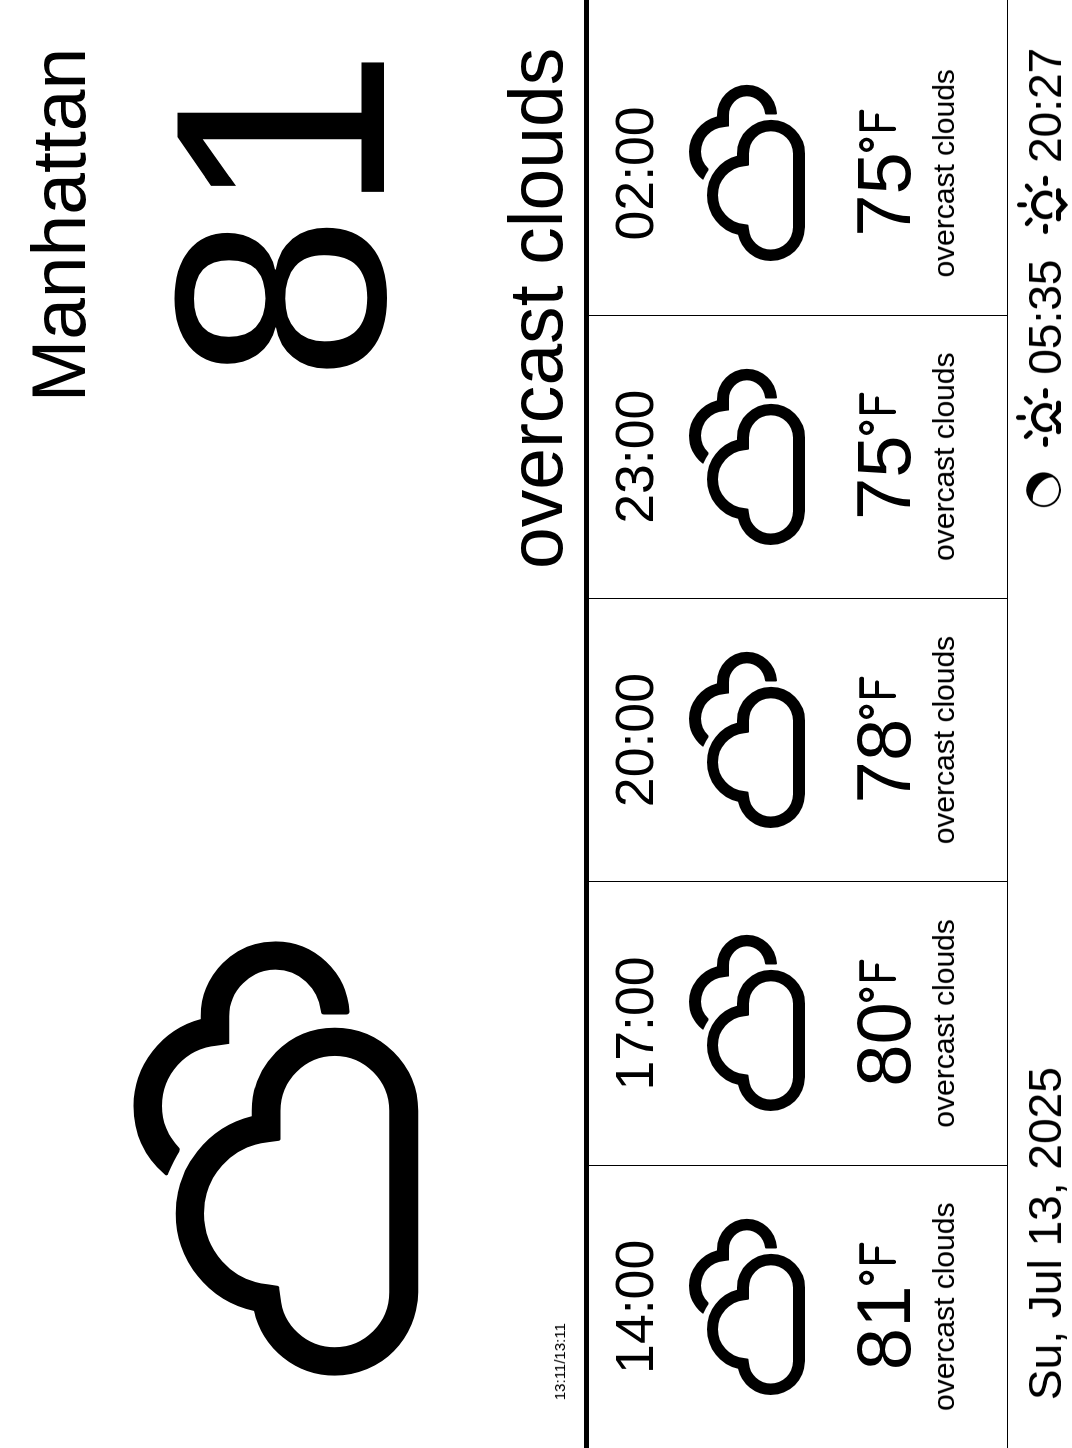 Manhattan
81
overcast clouds
13:11/13:11
14:00
81°F
overcast clouds
17:00
80°F
overcast clouds
20:00
78°F
overcast clouds
23:00
75°F
overcast clouds
02:00
75°F
overcast clouds
Su, Jul 13, 2025
05:35 20:27